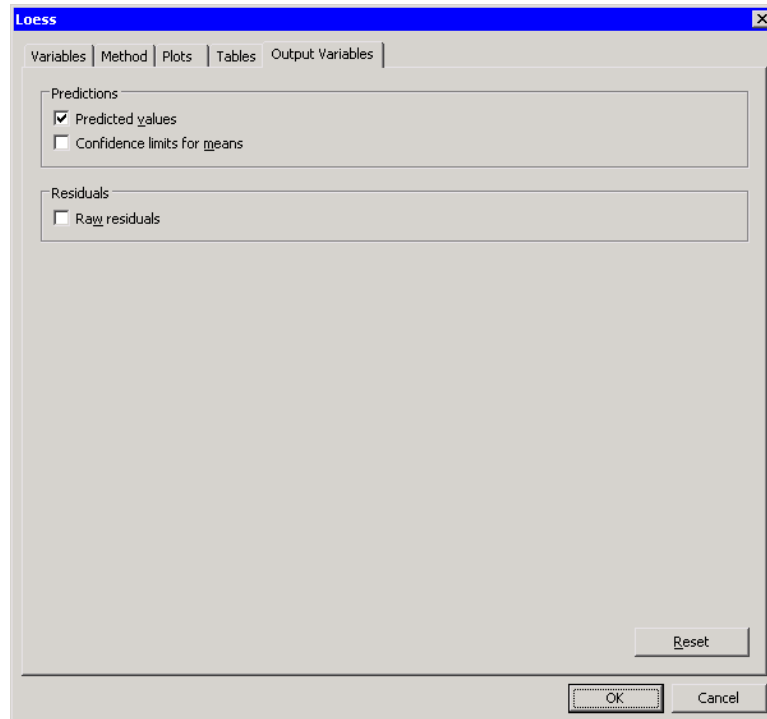 Loess
Variables Method Plots Tables Output Variables
Predictions
Predicted values
Confidence limits for means
Residuals
Raw residuals
Reset
OK Cancel